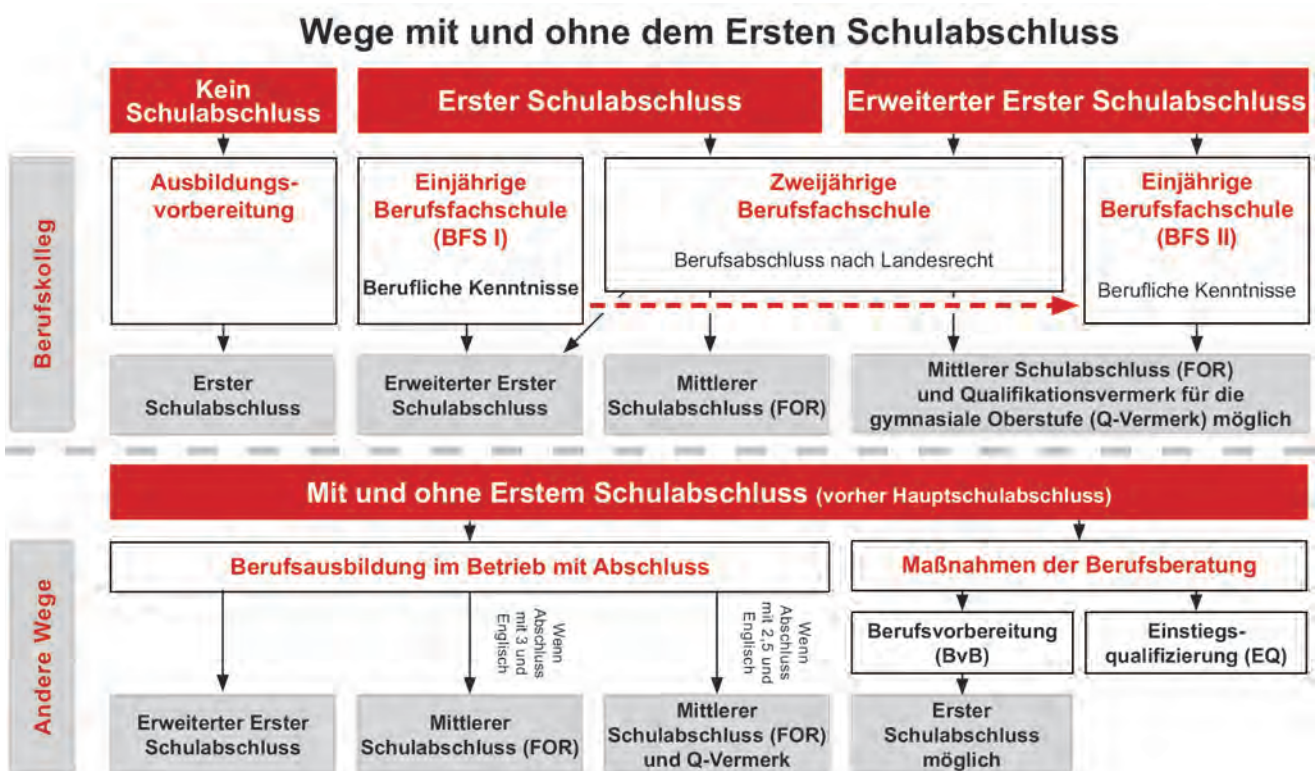 Wege mit und ohne dem Ersten Schulabschluss
Kein
Schulabschluss
Erster Schulabschluss
Erweiterter Erster Schulabschluss
Berufskolleg
Ausbildungs-
vorbereitung
Einjährige
Berufsfachschule
(BFS I)
Berufliche Kenntnisse
Zweijährige
Berufsfachschule
Berufsabschluss nach Landesrecht
Einjährige
Berufsfachschule
(BFS II)
Berufliche Kenntnisse
Erster
Schulabschluss
Erweiterter Erster
Schulabschluss
Mittlerer
Schulabschluss (FOR)
Mittlerer Schulabschluss (FOR)
und Qualifikationsvermerk für die
gymnasiale Oberstufe (Q-Vermerk) möglich
Mit und ohne Erstem Schulabschluss (vorher Hauptschulabschluss)
Andere Wege
Berufsausbildung im Betrieb mit Abschluss
Maßnahmen der Berufsberatung
Wenn
Abschluss
mit 3 und
Englisch
Wenn
Abschluss
mit 2,5 und
Englisch
Berufsvorbereitung
(BvB)
Einstiegs-
qualifizierung (EQ)
Erweiterter Erster
Schulabschluss
Mittlerer
Schulabschluss (FOR)
Mittlerer
Schulabschluss (FOR)
und Q-Vermerk
Erster
Schulabschluss
möglich